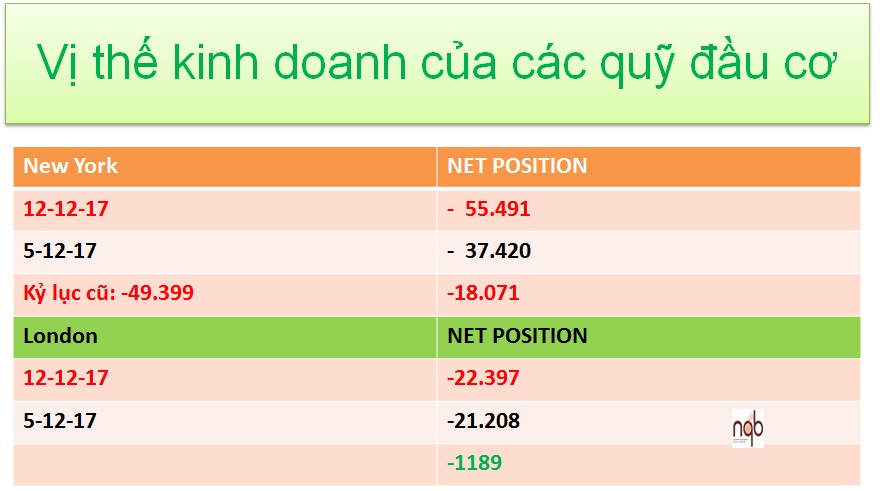 Vị thế kinh doanh của các quỹ đầu cơ
New York NET POSITION
12-12-17 - 55.491
5-12-17 - 37.420
Kỷ lục cũ: -49.399 -18.071
London NET POSITION
12-12-17 -22.397
5-12-17 -21.208
nqb
-1189